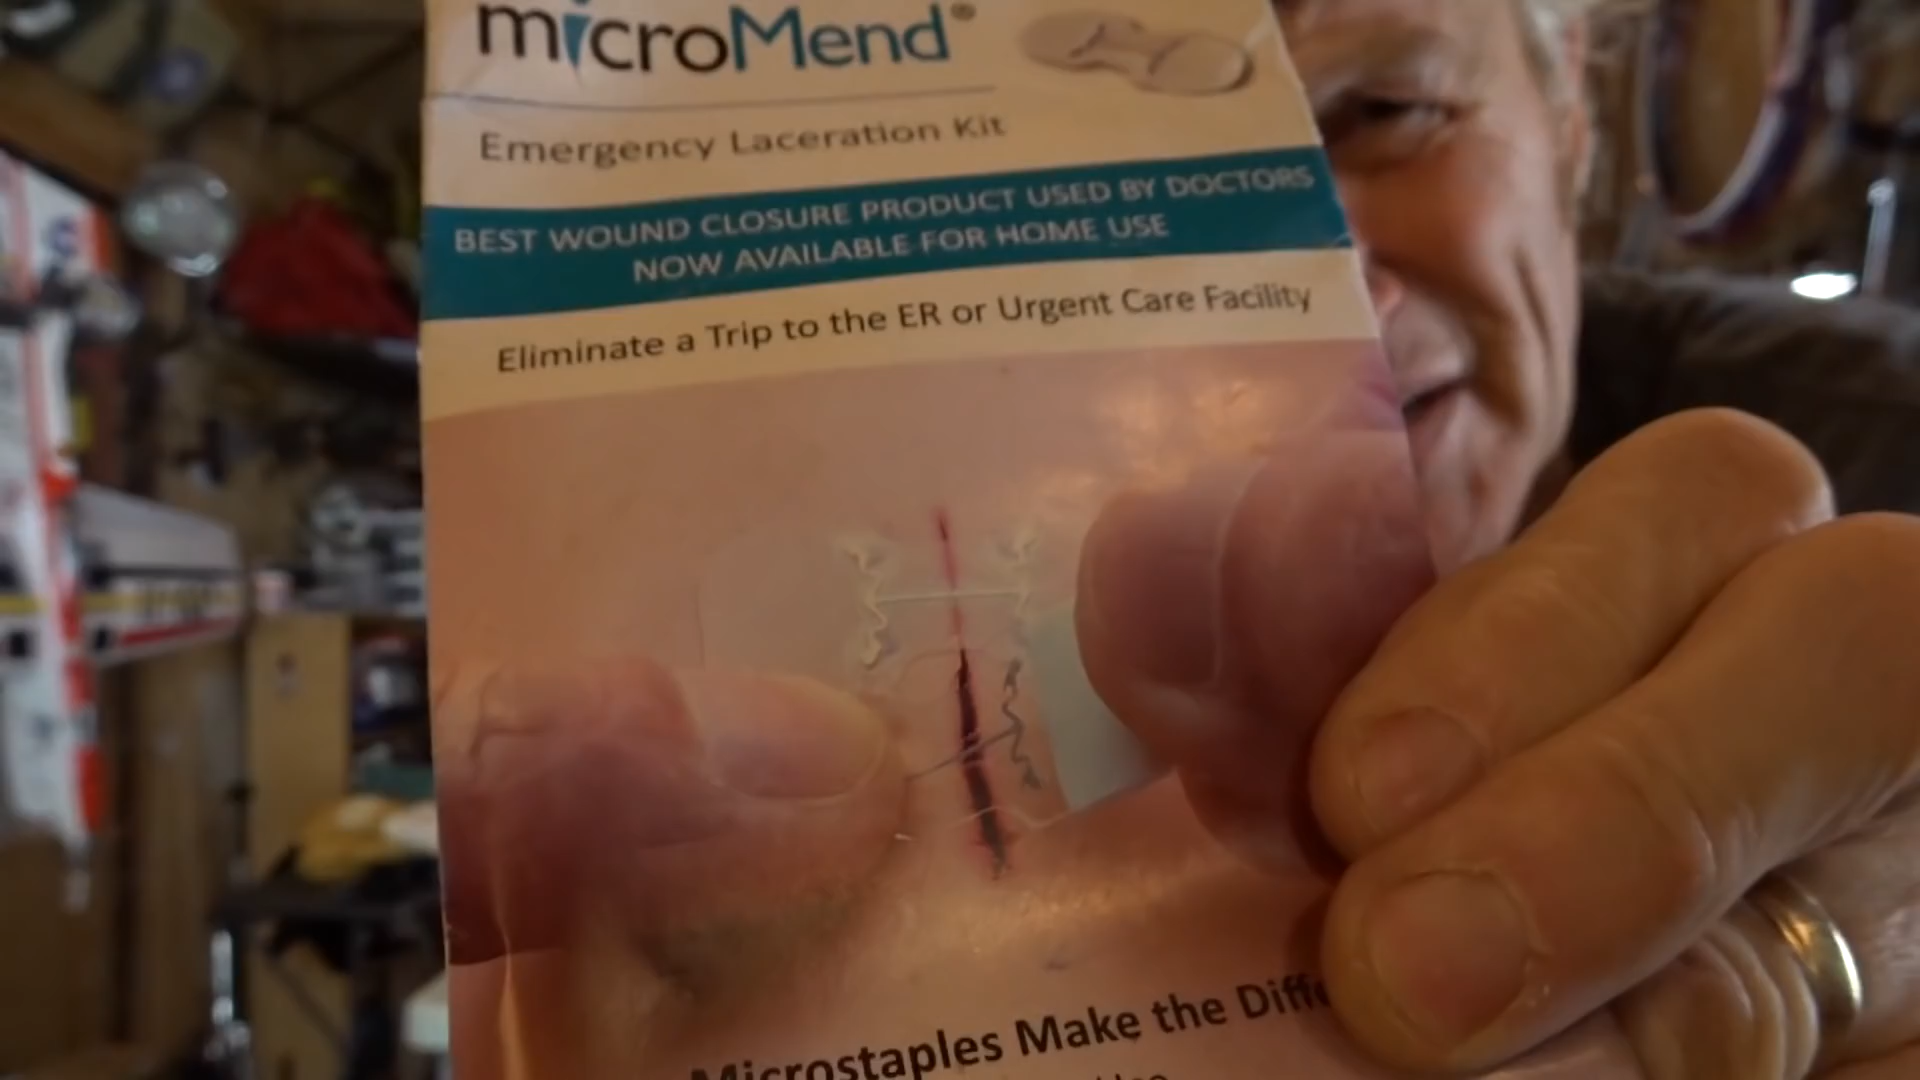 microMend®
Emergency Laceration Kit
BEST WOUND CLOSURE PRODUCT USED BY DOCTORS
NOW AVAILABLE FOR HOME USE
Eliminate a Trip to the ER or Urgent Care Facility
Microstaples Make the Diffe